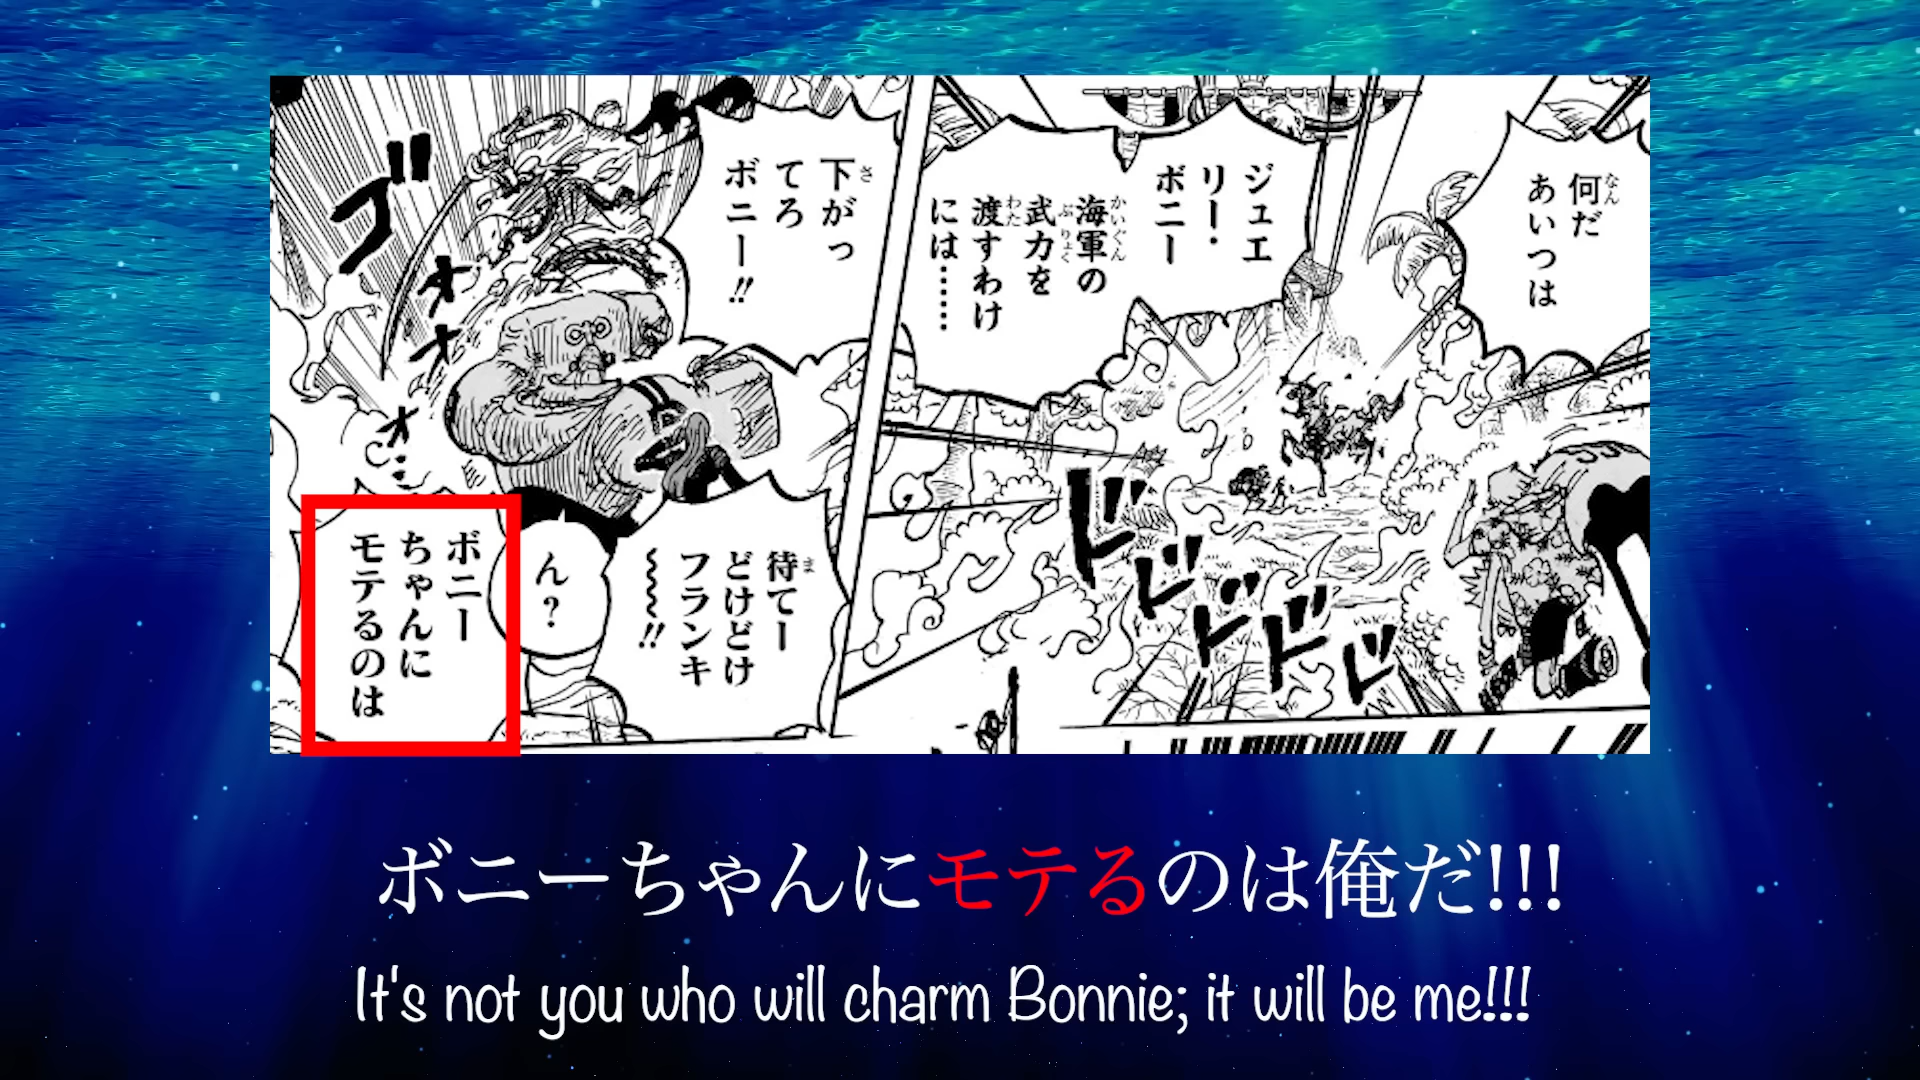 何だ
あいつは
ジュエ
リー・
ボニー
海軍の
武力を
渡すわけ
には……
ドドドドド
下がっ
てろ
ボニー!!
ゴオオオ…
待てー
どけどけ
フランキ
〜〜〜!!
ん?
ボニー
ちゃんに
モテるのは
ボニーちゃんにモテるのは俺だ!!!
It's not you who will charm Bonnie; it will be me!!!